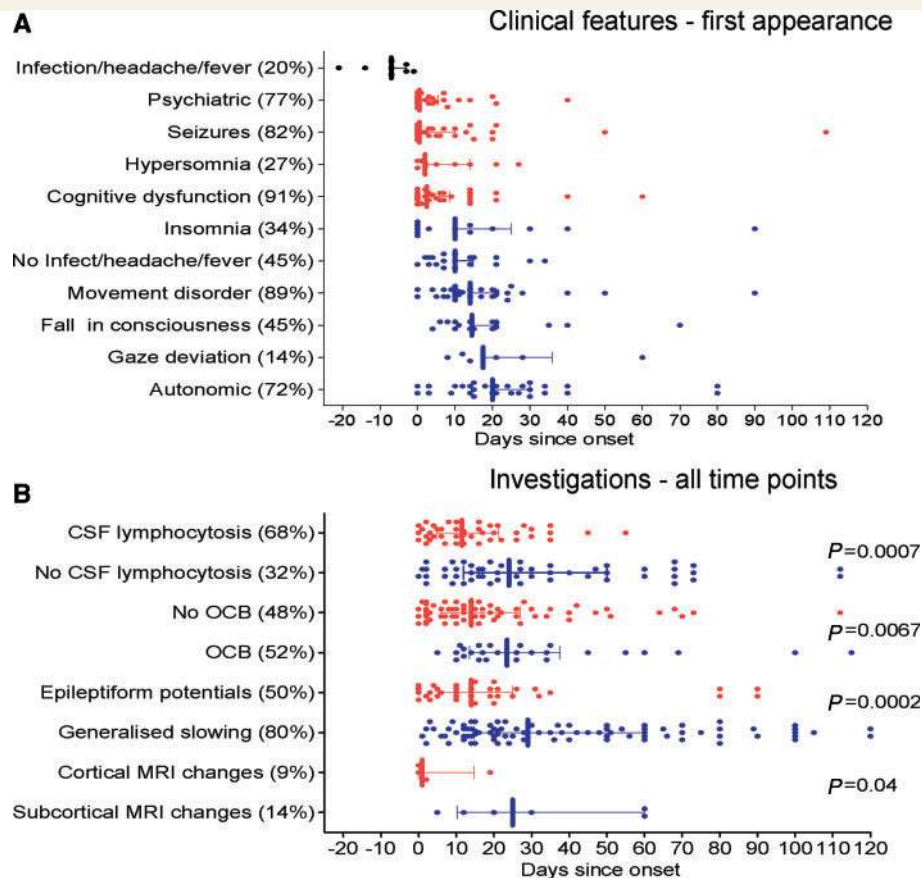 A
Clinical features - first appearance
Infection/headache/fever (20%)
Psychiatric (77%)
Seizures (82%)
Hypersomnia (27%)
Cognitive dysfunction (91%)
Insomnia (34%)
No Infect/headache/fever (45%)
Movement disorder (89%)
Fall in consciousness (45%)
Gaze deviation (14%)
Autonomic (72%)
-20 -10 0 10 20 30 40 50 60 70 80 90 100 110 120
Days since onset
B
Investigations - all time points
CSF lymphocytosis (68%)
P=0.0007
No CSF lymphocytosis (32%)
No OCB (48%)
P=0.0067
OCB (52%)
Epileptiform potentials (50%)
P=0.0002
Generalised slowing (80%)
Cortical MRI changes (9%)
P=0.04
Subcortical MRI changes (14%)
-20 -10 0 10 20 30 40 50 60 70 80 90 100 110 120
Days since onset